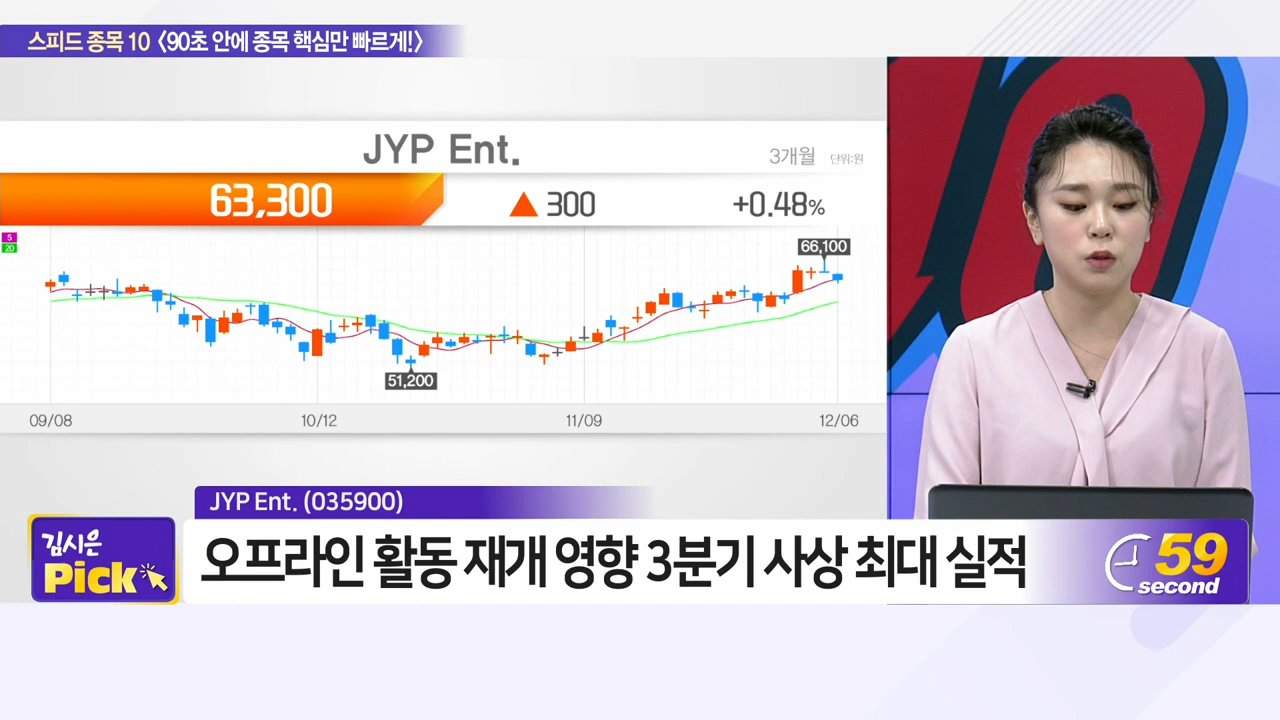 스피드 종목 10 〈90초 안에 종목 핵심만 빠르게!〉
JYP Ent.
3개월 단위:원
63,300 ▲ 300 +0.48%
5
20
66,100
51,200
09/08 10/12 11/09 12/06
JYP Ent. (035900)
김시은
Pick
오프라인 활동 재개 영향 3분기 사상 최대 실적
59
second